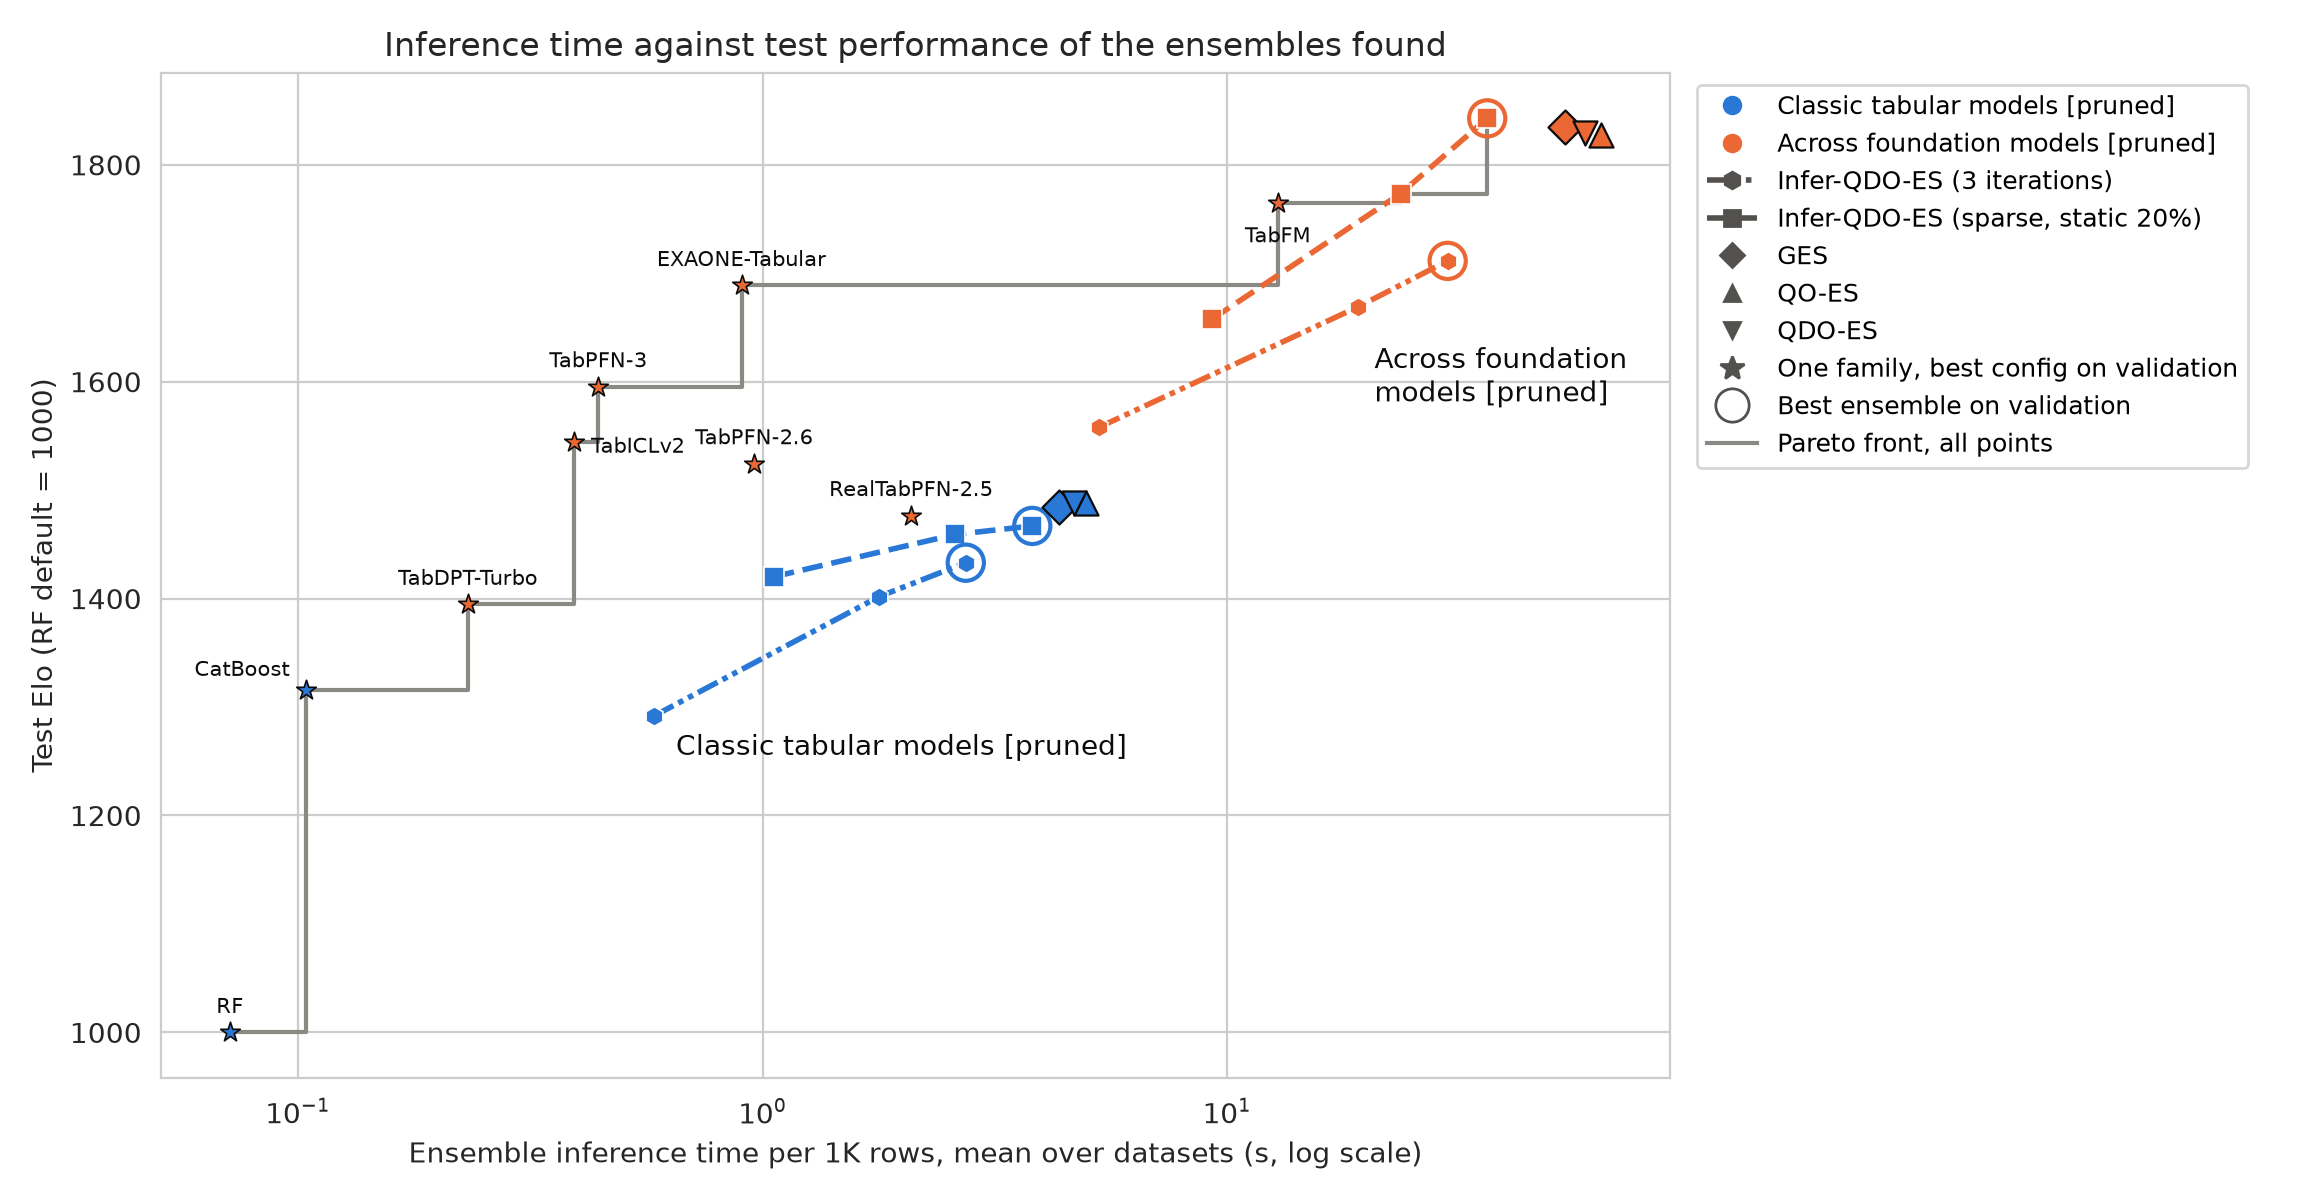 Inference time against test performance of the ensembles found
Test Elo (RF default = 1000)
1800
1600
1400
1200
1000
10⁻¹
10⁰
10¹
Ensemble inference time per 1K rows, mean over datasets (s, log scale)
TabFM
EXAONE-Tabular
TabPFN-3
TabICLv2
TabPFN-2.6
RealTabPFN-2.5
TabDPT-Turbo
CatBoost
RF
Across foundation
models [pruned]
Classic tabular models [pruned]
Classic tabular models [pruned]
Across foundation models [pruned]
Infer-QDO-ES (3 iterations)
Infer-QDO-ES (sparse, static 20%)
GES
QO-ES
QDO-ES
One family, best config on validation
Best ensemble on validation
Pareto front, all points